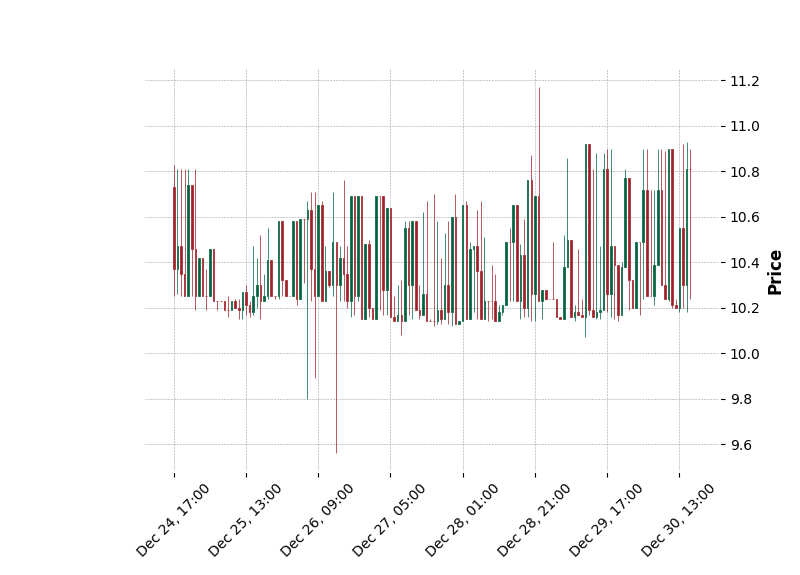 11.2
11.0
10.8
10.6
10.4
10.2
10.0
9.8
9.6
Price
Dec 24, 17:00
Dec 25, 13:00
Dec 26, 09:00
Dec 27, 05:00
Dec 28, 01:00
Dec 28, 21:00
Dec 29, 17:00
Dec 30, 13:00